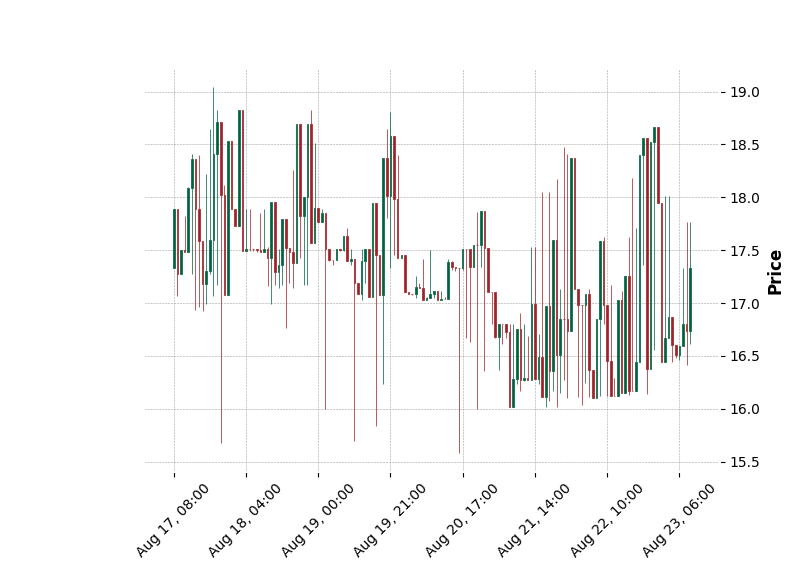 19.0
18.5
18.0
17.5
17.0
16.5
16.0
15.5
Price
Aug 17, 08:00
Aug 18, 04:00
Aug 19, 00:00
Aug 19, 21:00
Aug 20, 17:00
Aug 21, 14:00
Aug 22, 10:00
Aug 23, 06:00